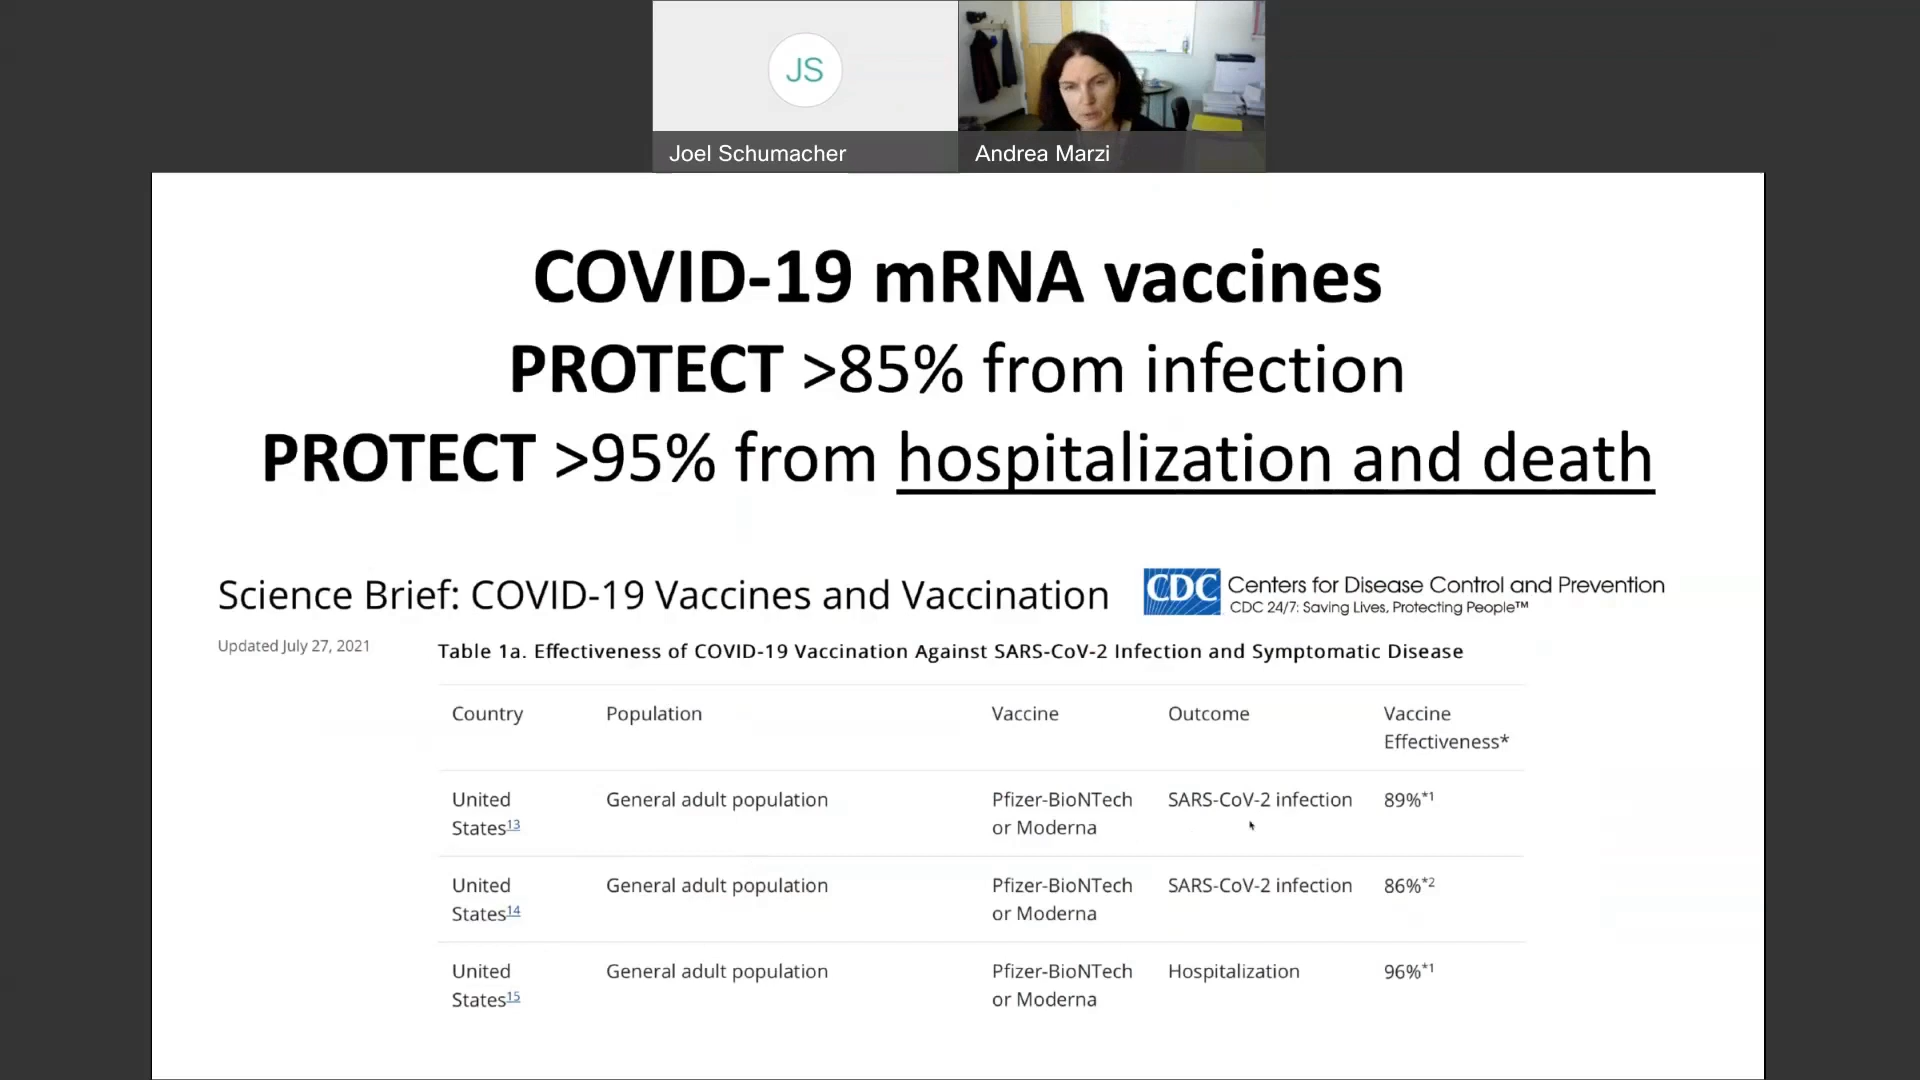 JS
Joel Schumacher
Andrea Marzi
COVID-19 mRNA vaccines
PROTECT >85% from infection
PROTECT >95% from hospitalization and death
Science Brief: COVID-19 Vaccines and Vaccination
CDC Centers for Disease Control and Prevention
CDC 24/7: Saving Lives, Protecting People™
Updated July 27, 2021
Table 1a. Effectiveness of COVID-19 Vaccination Against SARS-CoV-2 Infection and Symptomatic Disease
Country Population Vaccine Outcome Vaccine
Effectiveness*
United General adult population Pfizer-BioNTech SARS-CoV-2 infection 89%*1
States13 or Moderna
United General adult population Pfizer-BioNTech SARS-CoV-2 infection 86%*2
States14 or Moderna
United General adult population Pfizer-BioNTech Hospitalization 96%*1
States15 or Moderna